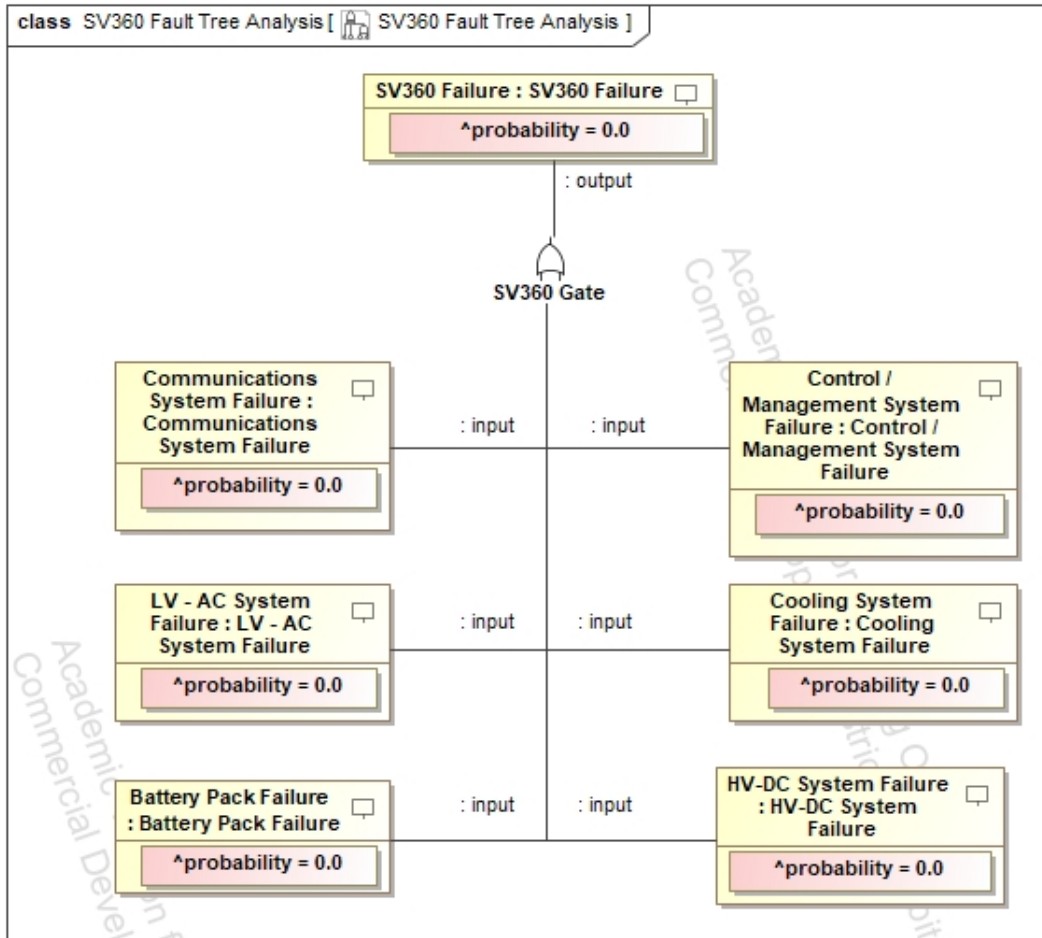 class SV360 Fault Tree Analysis [ SV360 Fault Tree Analysis ]
SV360 Failure : SV360 Failure
^probability = 0.0
: output
SV360 Gate
Communications
System Failure :
Communications
System Failure
^probability = 0.0
: input
: input
Control /
Management System
Failure : Control /
Management System
Failure
^probability = 0.0
LV - AC System
Failure : LV - AC
System Failure
^probability = 0.0
: input
: input
Cooling System
Failure : Cooling
System Failure
^probability = 0.0
Battery Pack Failure
: Battery Pack Failure
^probability = 0.0
: input
: input
HV-DC System Failure
: HV-DC System
Failure
^probability = 0.0
Academic
Commercial Devel